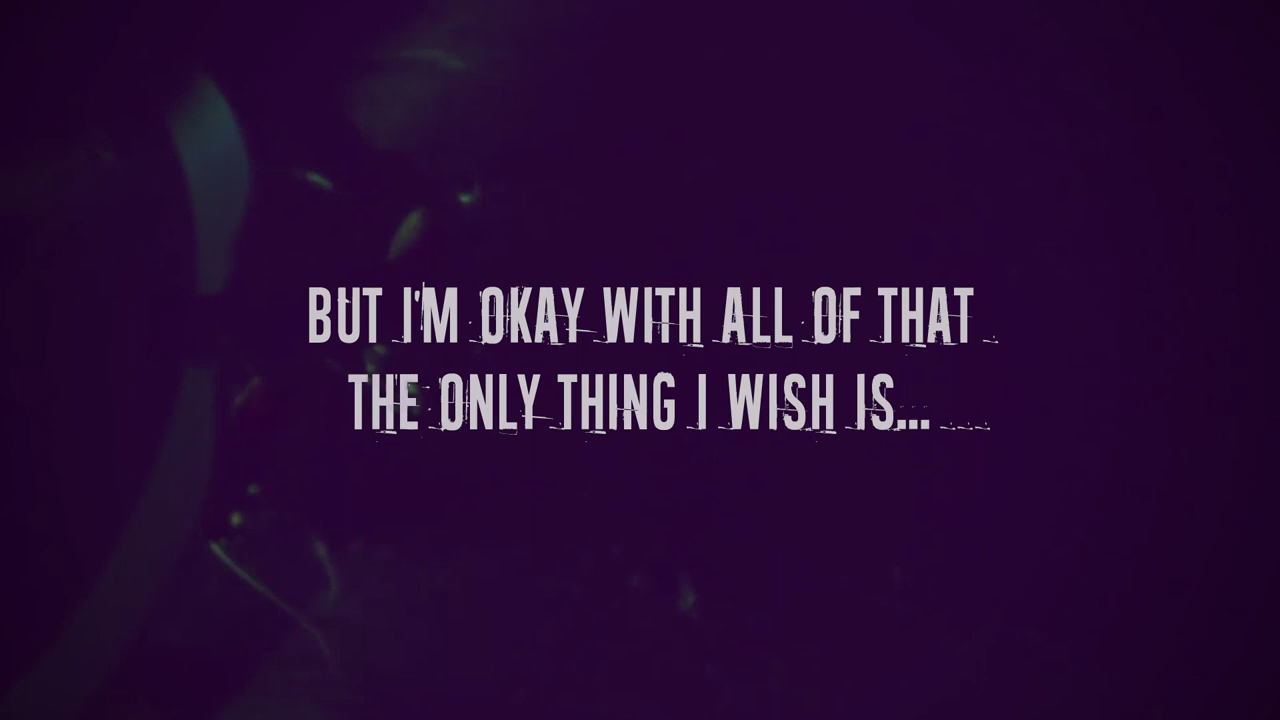 BUT I'M OKAY WITH ALL OF THAT
THE ONLY THING I WISH IS...